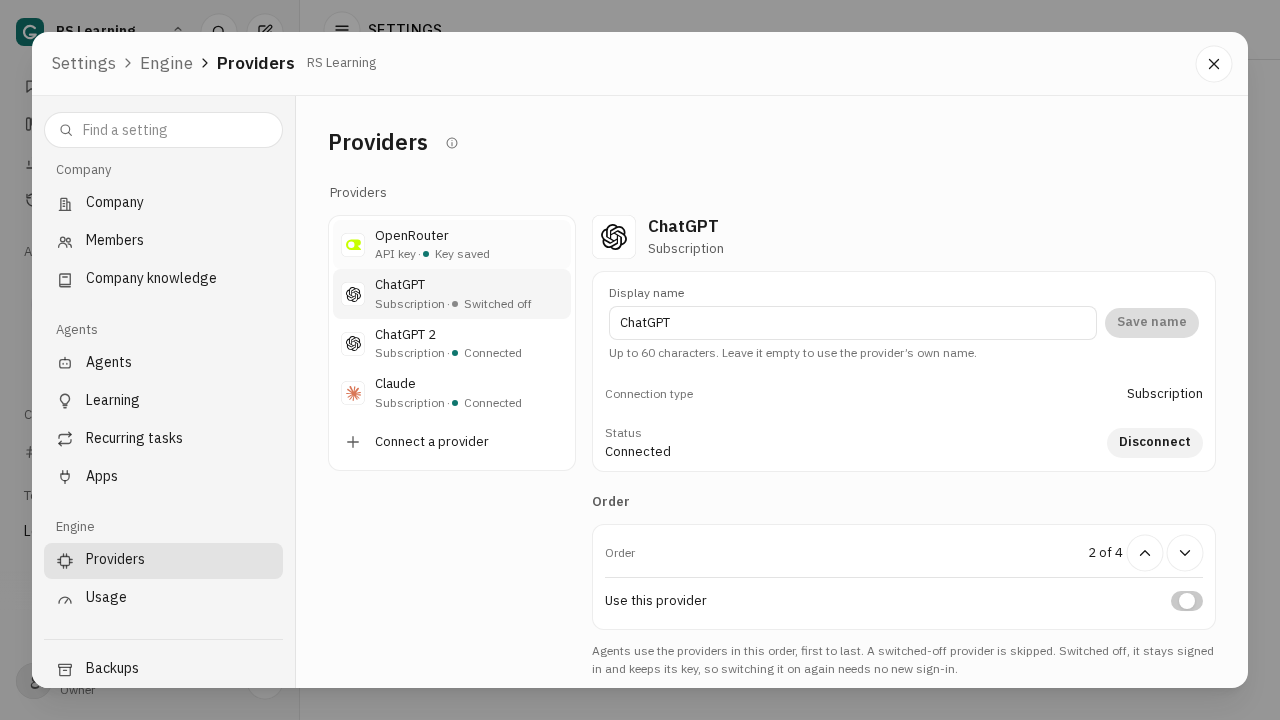 RS Learning
SETTINGS
Settings > Engine > Providers RS Learning
Find a setting
Company
Company
Members
Company knowledge
Agents
Agents
Learning
Recurring tasks
Apps
Engine
Providers
Usage
Backups
Owner
Providers
Providers
OpenRouter
API key · Key saved
ChatGPT
Subscription · Switched off
ChatGPT 2
Subscription · Connected
Claude
Subscription · Connected
Connect a provider
ChatGPT
Subscription
Display name
ChatGPT
Save name
Up to 60 characters. Leave it empty to use the provider's own name.
Connection type
Subscription
Status
Connected
Disconnect
Order
Order
2 of 4
Use this provider
Agents use the providers in this order, first to last. A switched-off provider is skipped. Switched off, it stays signed
in and keeps its key, so switching it on again needs no new sign-in.